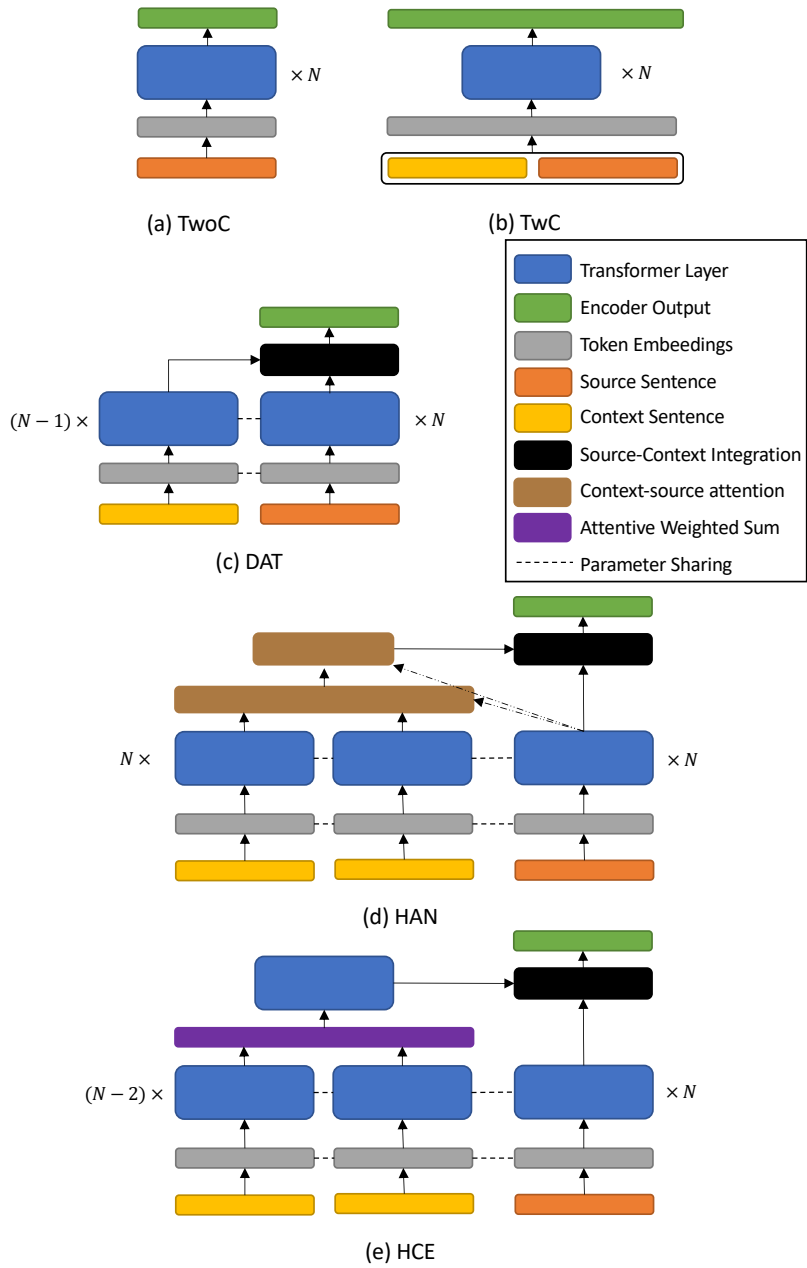 × N
× N
(a) TwoC
(b) TwC
Transformer Layer
Encoder Output
Token Embeedings
Source Sentence
Context Sentence
Source-Context Integration
Context-source attention
Attentive Weighted Sum
Parameter Sharing
(N − 1) ×
× N
(c) DAT
N ×
× N
(d) HAN
(N − 2) ×
× N
(e) HCE